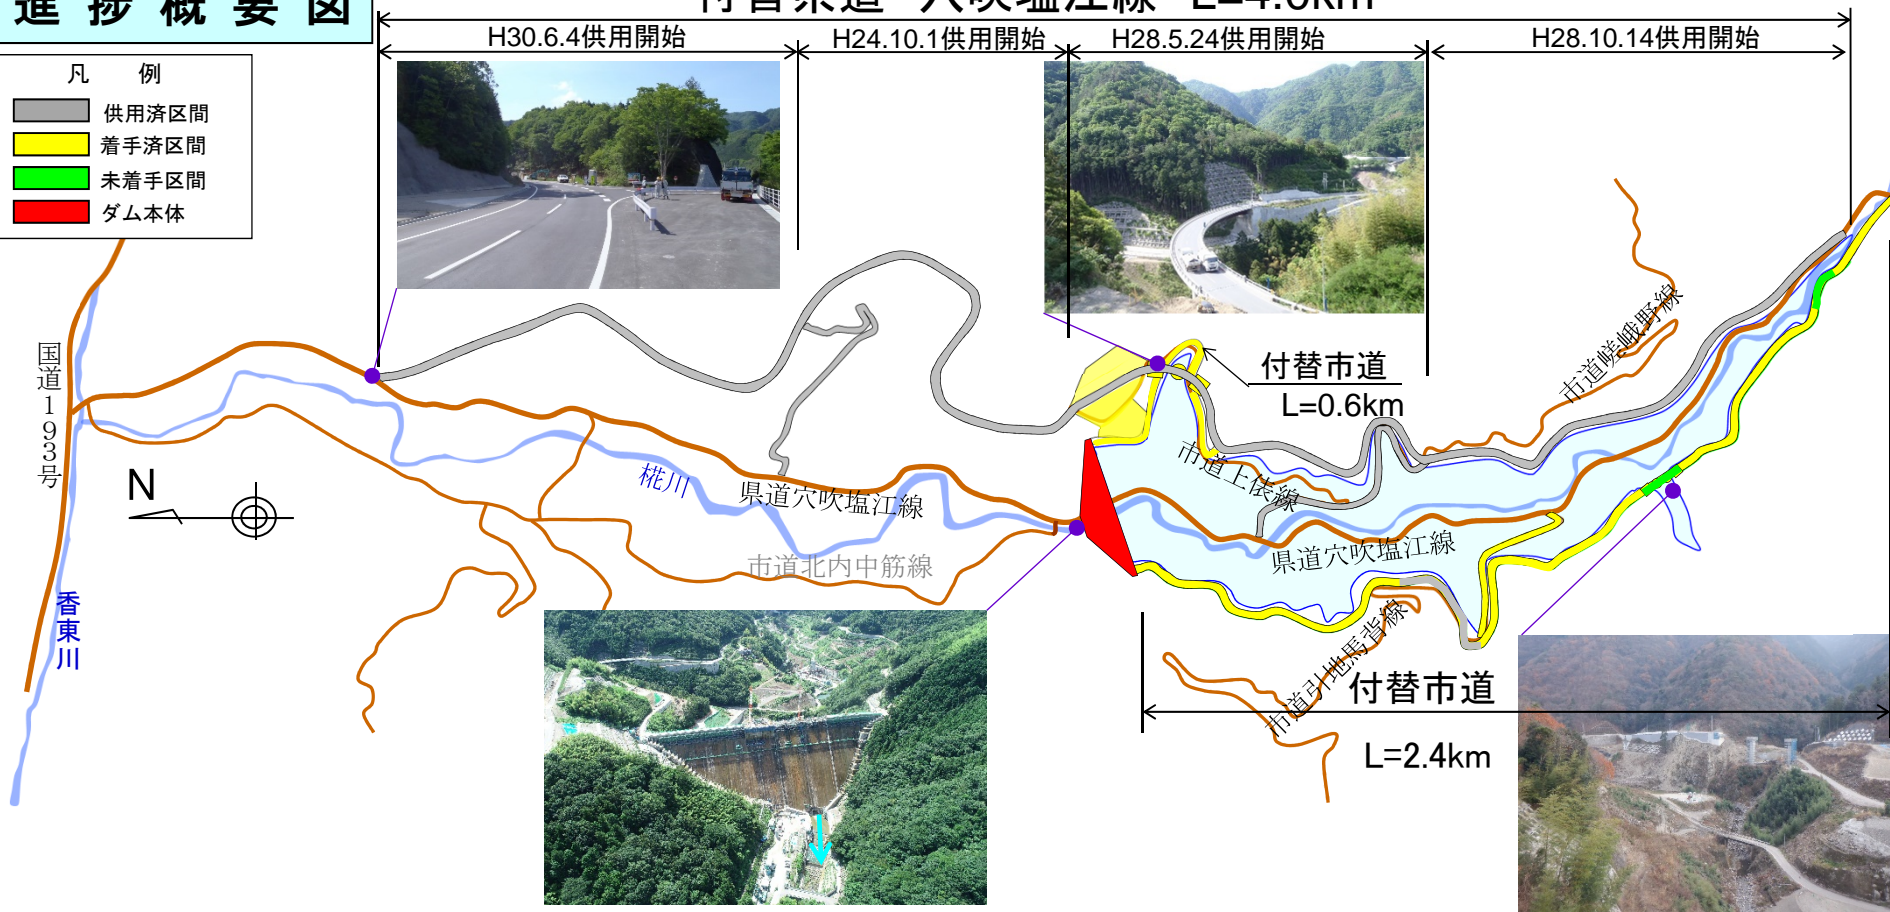 進捗概要図
付替県道 穴吹塩江線 L=4.6km
H30.6.4供用開始
H24.10.1供用開始
H28.5.24供用開始
H28.10.14供用開始
凡 例
供用済区間
着手済区間
未着手区間
ダム本体
国道193号
香東川
N
椛川
県道穴吹塩江線
市道北内中筋線
付替市道
L=0.6km
市道上俵線
市道嵯峨野線
県道穴吹塩江線
市道引地馬背線
付替市道
L=2.4km